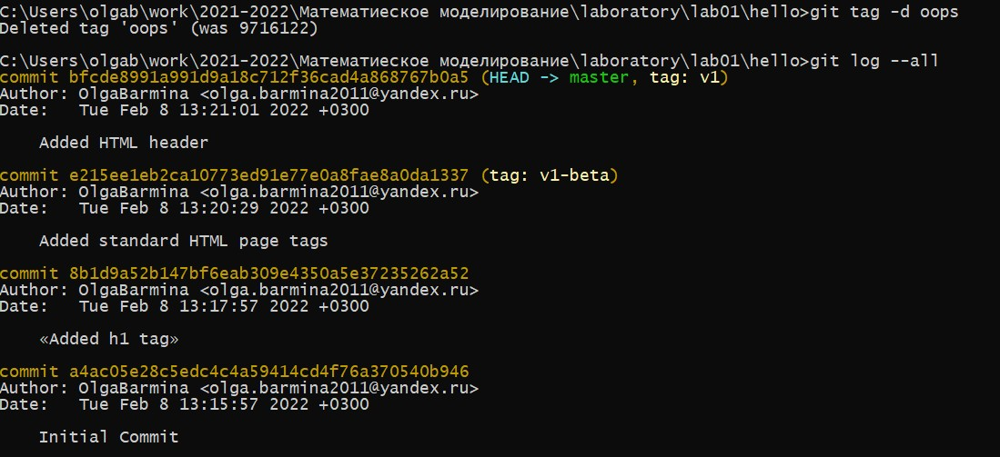 C:\Users\olgab\work\2021-2022\Математиеское моделирование\laboratory\lab01\hello>git tag -d oops
Deleted tag 'oops' (was 9716122)
C:\Users\olgab\work\2021-2022\Математиеское моделирование\laboratory\lab01\hello>git log --all
commit bfcde8991a991d9a18c712f36cad4a868767b0a5 (HEAD -> master, tag: v1)
Author: OlgaBarmina <olga.barmina2011@yandex.ru>
Date:   Tue Feb 8 13:21:01 2022 +0300
    Added HTML header
commit e215ee1eb2ca10773ed91e77e0a8fae8a0da1337 (tag: v1-beta)
Author: OlgaBarmina <olga.barmina2011@yandex.ru>
Date:   Tue Feb 8 13:20:29 2022 +0300
    Added standard HTML page tags
commit 8b1d9a52b147bf6eab309e4350a5e37235262a52
Author: OlgaBarmina <olga.barmina2011@yandex.ru>
Date:   Tue Feb 8 13:17:57 2022 +0300
    «Added h1 tag»
commit a4ac05e28c5edc4c4a59414cd4f76a370540b946
Author: OlgaBarmina <olga.barmina2011@yandex.ru>
Date:   Tue Feb 8 13:15:57 2022 +0300
    Initial Commit